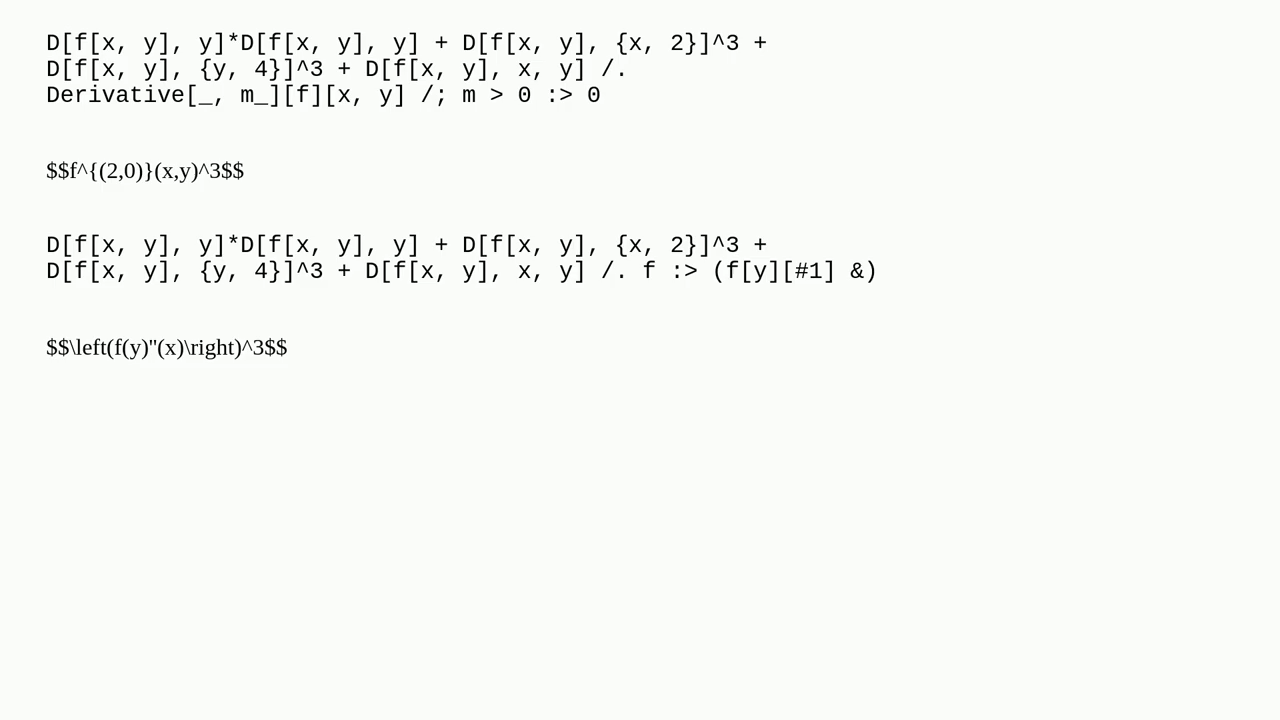 D[f[x, y], y]*D[f[x, y], y] + D[f[x, y], {x, 2}]^3 +
D[f[x, y], {y, 4}]^3 + D[f[x, y], x, y] /.
Derivative[_, m_][f][x, y] /; m > 0 :> 0
$$f^{(2,0)}(x,y)^3$$
D[f[x, y], y]*D[f[x, y], y] + D[f[x, y], {x, 2}]^3 +
D[f[x, y], {y, 4}]^3 + D[f[x, y], x, y] /. f :> (f[y][#1] &)
$$\left(f(y)''(x)\right)^3$$